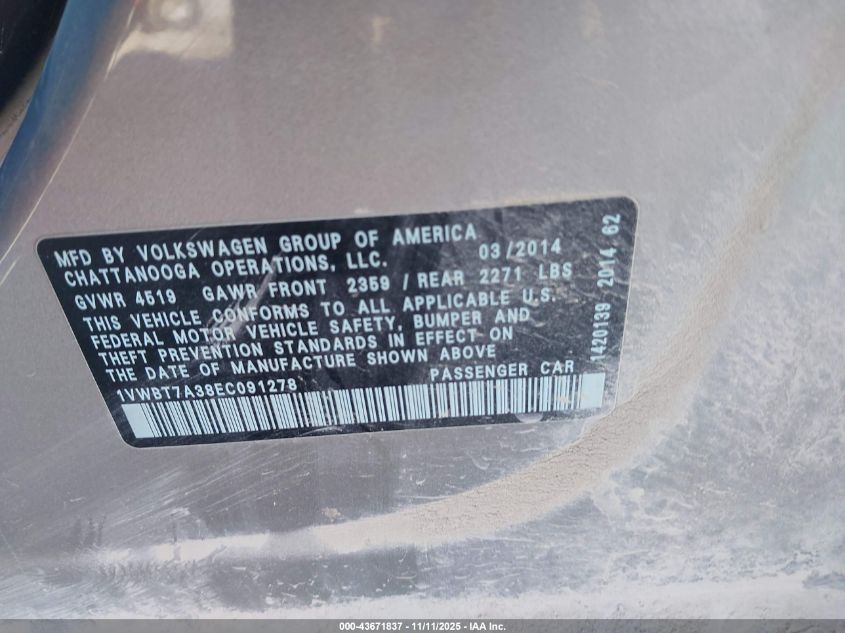 MFD BY VOLKSWAGEN GROUP OF AMERICA
CHATTANOOGA OPERATIONS, LLC. 03/2014
GVWR 4519 GAWR FRONT 2359 / REAR 2271 LBS
THIS VEHICLE CONFORMS TO ALL APPLICABLE U.S.
FEDERAL MOTOR VEHICLE SAFETY, BUMPER AND
THEFT PREVENTION STANDARDS IN EFFECT ON
THE DATE OF MANUFACTURE SHOWN ABOVE
1VWBT7A38EC091278 PASSENGER CAR
1420139 2014 62
000-43671837 - 11/11/2025 - IAA Inc.